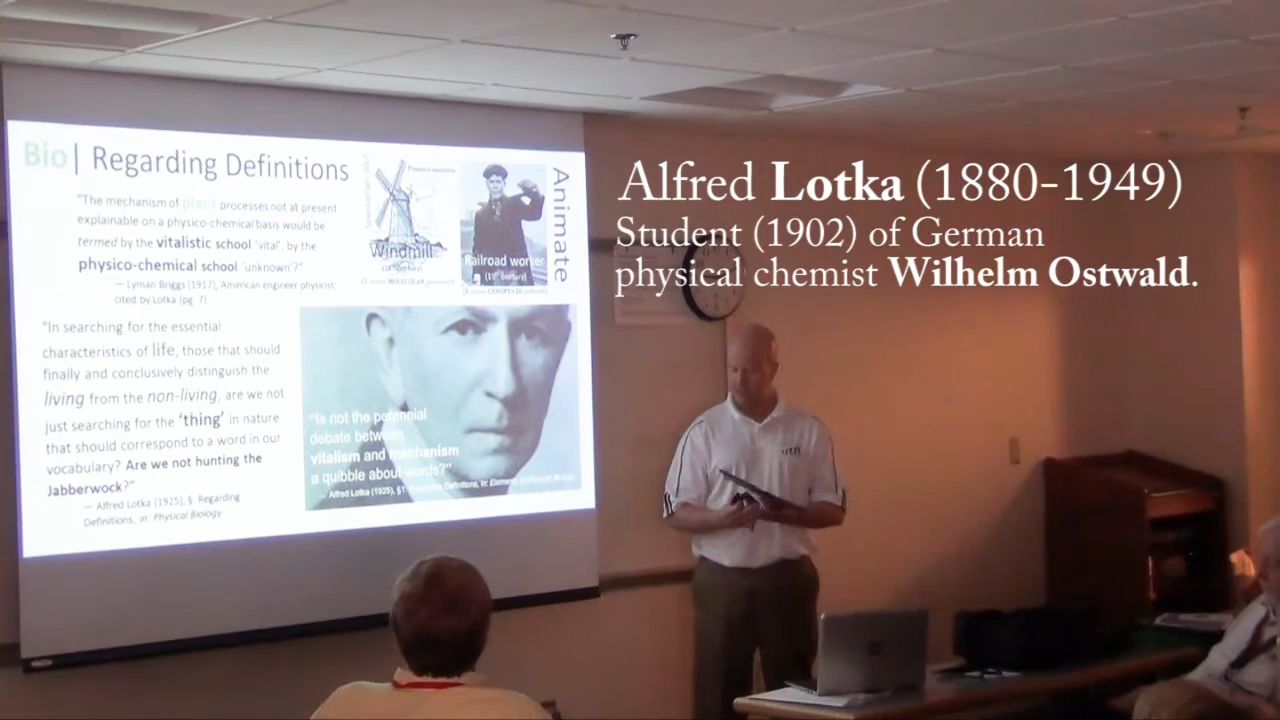 Bio| Regarding Definitions
"The mechanism of plant processes not at present
explainable on a physico-chemical basis would be
termed by the vitalistic school 'vital', by the
physico-chemical school 'unknown'?"
— Lyman Briggs (1917), American engineer-physicist,
cited by Lotka (pg. 7)
"In searching for the essential
characteristics of life, those that should
finally and conclusively distinguish the
living from the non-living, are we not
just searching for the 'thing' in nature
that should correspond to a word in our
vocabulary? Are we not hunting the
Jabberwock?"
— Alfred Lotka (1925), §. Regarding
Definitions, in: Physical Biology
Windmill
Railroad worker
(19th century)
Animate
"Is not the perennial
debate between
vitalism and mechanism
a quibble about words?"
— Alfred Lotka (1925), §1: Regarding Definitions, in: Elements of Physical Biology
Alfred Lotka (1880-1949)
Student (1902) of German
physical chemist Wilhelm Ostwald.